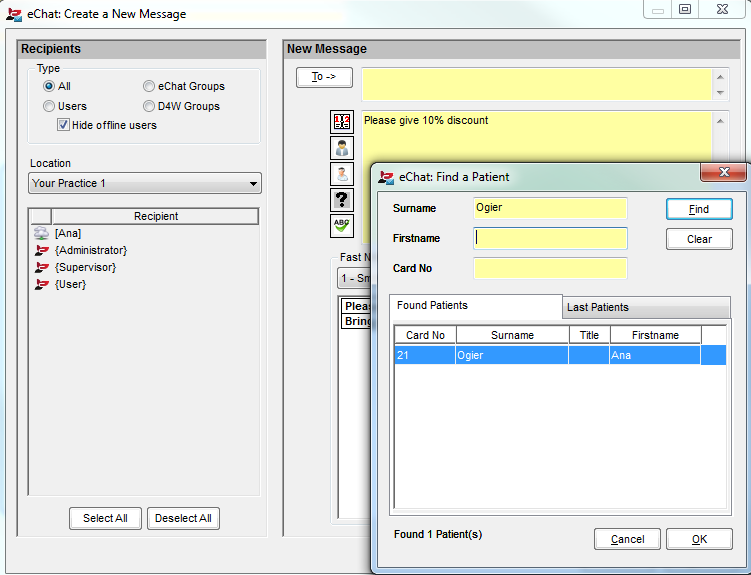 eChat: Create a New Message
Recipients
Type
All
eChat Groups
Users
D4W Groups
Hide offline users
Location
Your Practice 1
Recipient
[Ana]
{Administrator}
{Supervisor}
{User}
Select All
Deselect All
New Message
To ->
Please give 10% discount
ABC
Fast N
1 - Sm
Pleas
Bring
eChat: Find a Patient
Surname
Ogier
Find
Firstname
Clear
Card No
Found Patients
Last Patients
Card No Surname Title Firstname
21 Ogier Ana
Found 1 Patient(s)
Cancel
OK